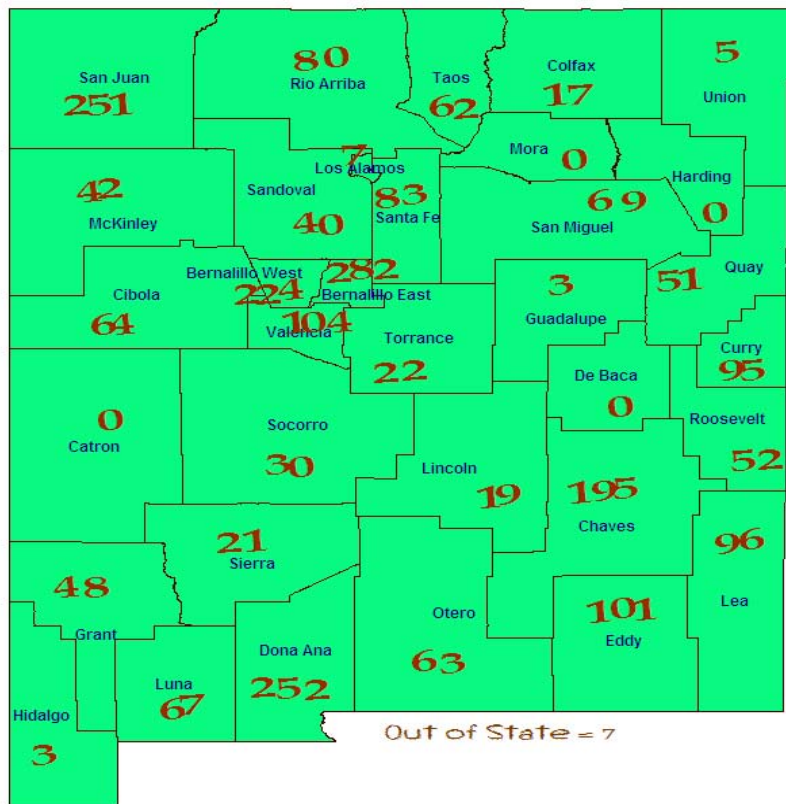 San Juan
251
80
Rio Arriba
Taos
62
Colfax
17
5
Union
42
McKinley
Sandoval
40
7
Los Alamos
83
Santa Fe
Mora
0
69
San Miguel
Harding
0
Cibola
64
Bernalillo West
224
282
Bernalillo East
104
Valencia
Torrance
22
3
Guadalupe
51
Quay
Curry
95
De Baca
0
Roosevelt
52
0
Catron
Socorro
30
Lincoln
19
195
Chaves
96
Lea
21
Sierra
48
Grant
Otero
63
101
Eddy
Dona Ana
252
Luna
67
Hidalgo
3
Out of State = 7